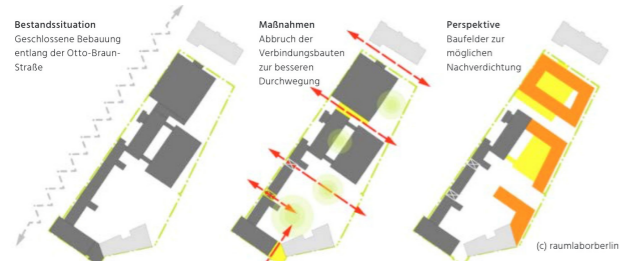 Bestandssituation
Geschlossene Bebauung
entlang der Otto-Braun-
Straße
Maßnahmen
Abbruch der
Verbindungsbauten
zur besseren
Durchwegung
Perspektive
Baufelder zur
möglichen
Nachverdichtung
(c) raumlaborberlin